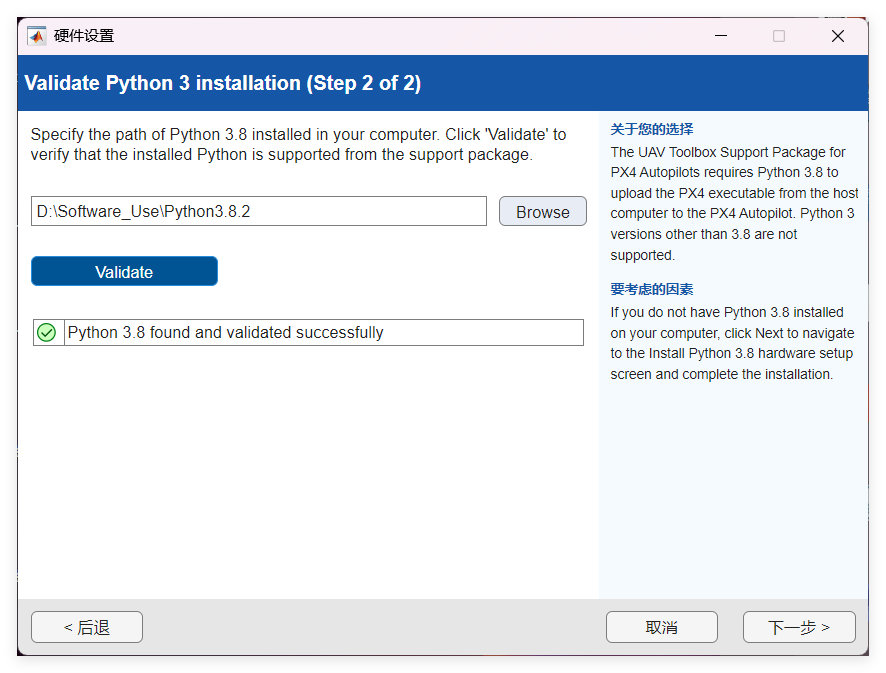 硬件设置
Validate Python 3 installation (Step 2 of 2)
Specify the path of Python 3.8 installed in your computer. Click 'Validate' to
verify that the installed Python is supported from the support package.
D:\Software_Use\Python3.8.2
Browse
Validate
Python 3.8 found and validated successfully
关于您的选择
The UAV Toolbox Support Package for
PX4 Autopilots requires Python 3.8 to
upload the PX4 executable from the host
computer to the PX4 Autopilot. Python 3
versions other than 3.8 are not
supported.
要考虑的因素
If you do not have Python 3.8 installed
on your computer, click Next to navigate
to the Install Python 3.8 hardware setup
screen and complete the installation.
< 后退
取消
下一步 >